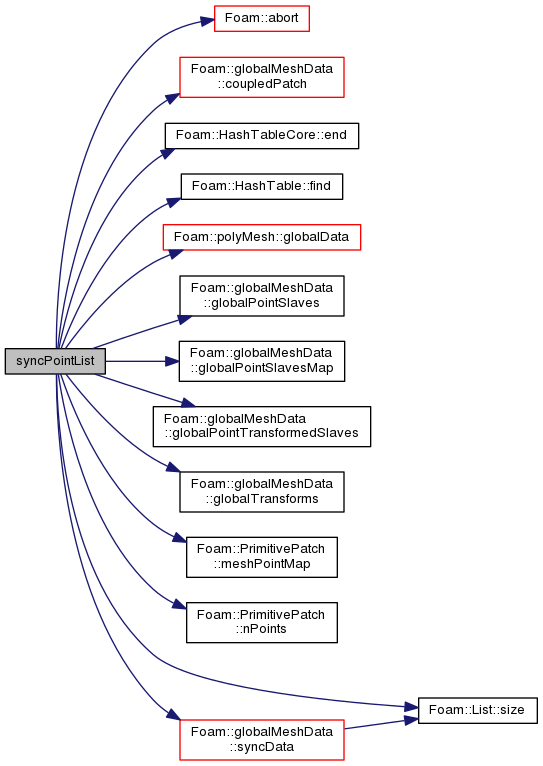 Foam::abort
Foam::globalMeshData
::coupledPatch
Foam::HashTableCore::end
Foam::HashTable::find
Foam::polyMesh::globalData
Foam::globalMeshData
::globalPointSlaves
syncPointList
Foam::globalMeshData
::globalPointSlavesMap
Foam::globalMeshData
::globalPointTransformedSlaves
Foam::globalMeshData
::globalTransforms
Foam::PrimitivePatch
::meshPointMap
Foam::PrimitivePatch
::nPoints
Foam::List::size
Foam::globalMeshData
::syncData